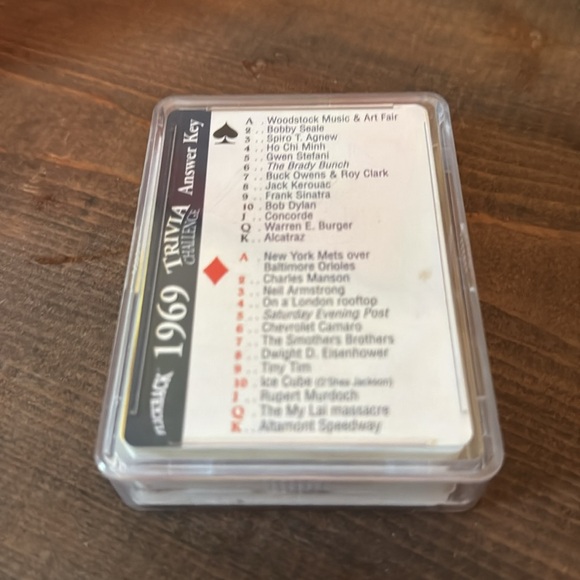 FLICKBACK 1969 TRIVIA CHALLENGE Answer Key
A . Woodstock Music & Art Fair
2 . . Bobby Seale
3 . . Spiro T. Agnew
4 . . Ho Chi Minh
5 . . Gwen Stefani
6 . . The Brady Bunch
7 . . Buck Owens & Roy Clark
8 . . Jack Kerouac
9 . . Frank Sinatra
10 . . Bob Dylan
J . . Concorde
Q . . Warren E. Burger
K . . Alcatraz
A . . New York Mets over
Baltimore Orioles
2 . . Charles Manson
3 . . Neil Armstrong
4 . . On a London rooftop
5 . . Saturday Evening Post
6 . . Chevrolet Camaro
7 . . The Smothers Brothers
8 . . Dwight D. Eisenhower
9 . . Tiny Tim
10 . . Ice Cube (O'Shea Jackson)
J . . Rupert Murdoch
Q . . The My Lai massacre
K . . Altamont Speedway